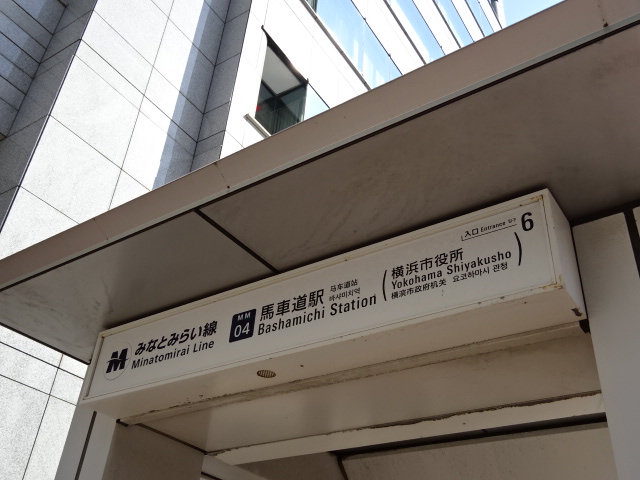 M みなとみらい線
Minatomirai Line
MM
04
馬車道駅
Bashamichi Station
马车道站
바샤미치역
(横浜市役所
Yokohama Shiyakusho)
横滨市政府机关 요코하마시 관청
入口 Entrance 입구 6